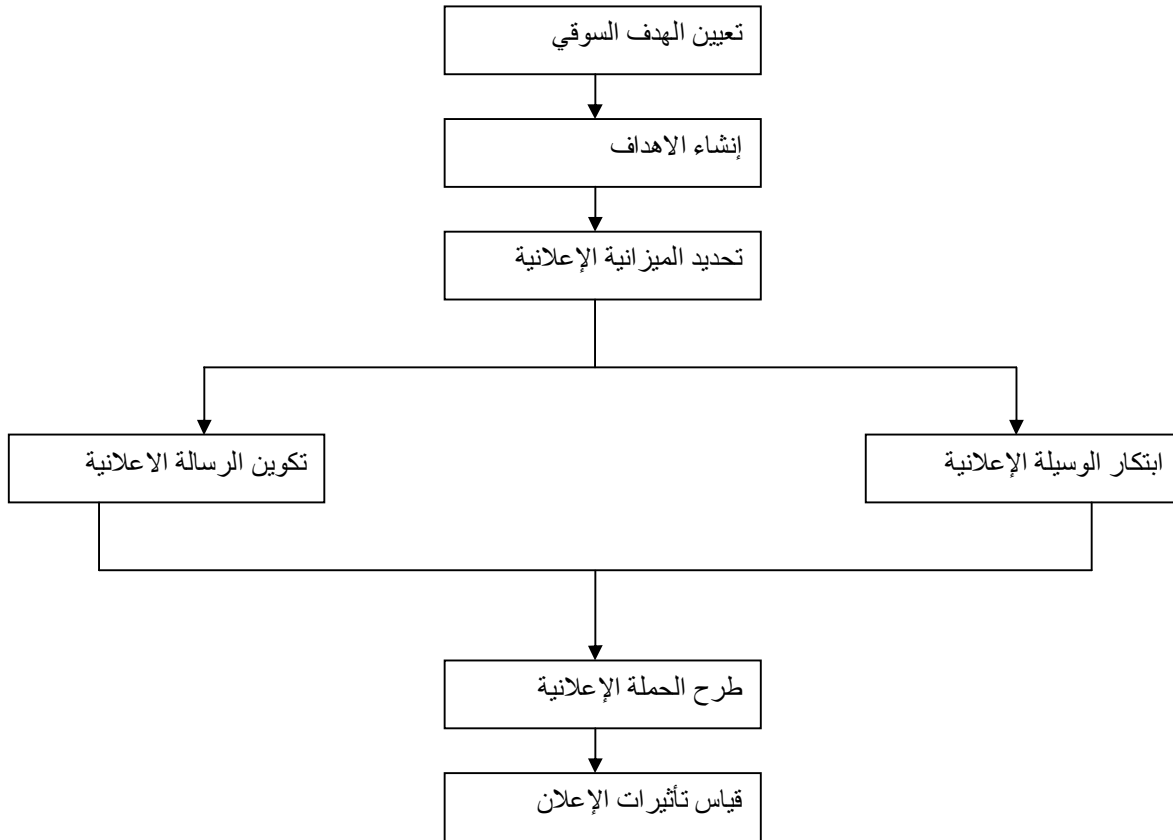 تعيين الهدف السوقي
إنشاء الاهداف
تحديد الميزانية الإعلانية
ابتكار الوسيلة الإعلانية
تكوين الرسالة الاعلانية
طرح الحملة الإعلانية
قياس تأثيرات الإعلان